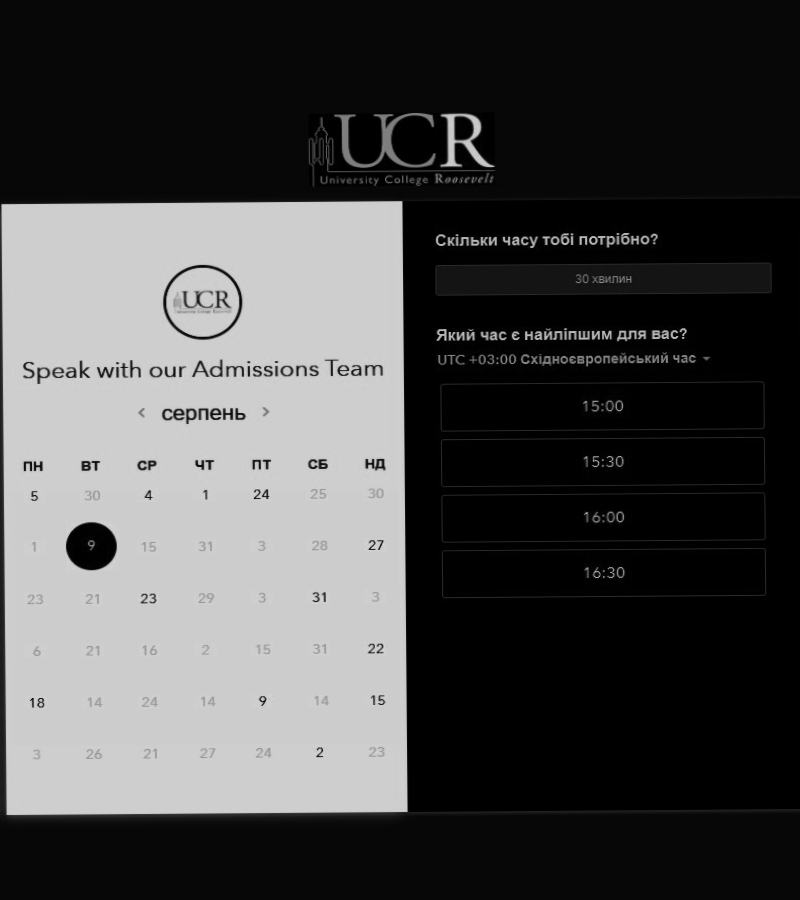 UCR
University College Roosevelt
UCR
University College Roosevelt
Speak with our Admissions Team
серпень
ПН ВТ СР ЧТ ПТ СБ НД
5 30 4 1 24 25 30
1 9 15 31 3 28 27
23 21 23 29 3 31 3
6 21 16 2 15 31 22
18 14 24 14 9 14 15
3 26 21 27 24 2 23
Скільки часу тобі потрібно?
30 хвилин
Який час є найліпшим для вас?
UTC +03:00 Східноєвропейський час
15:00
15:30
16:00
16:30